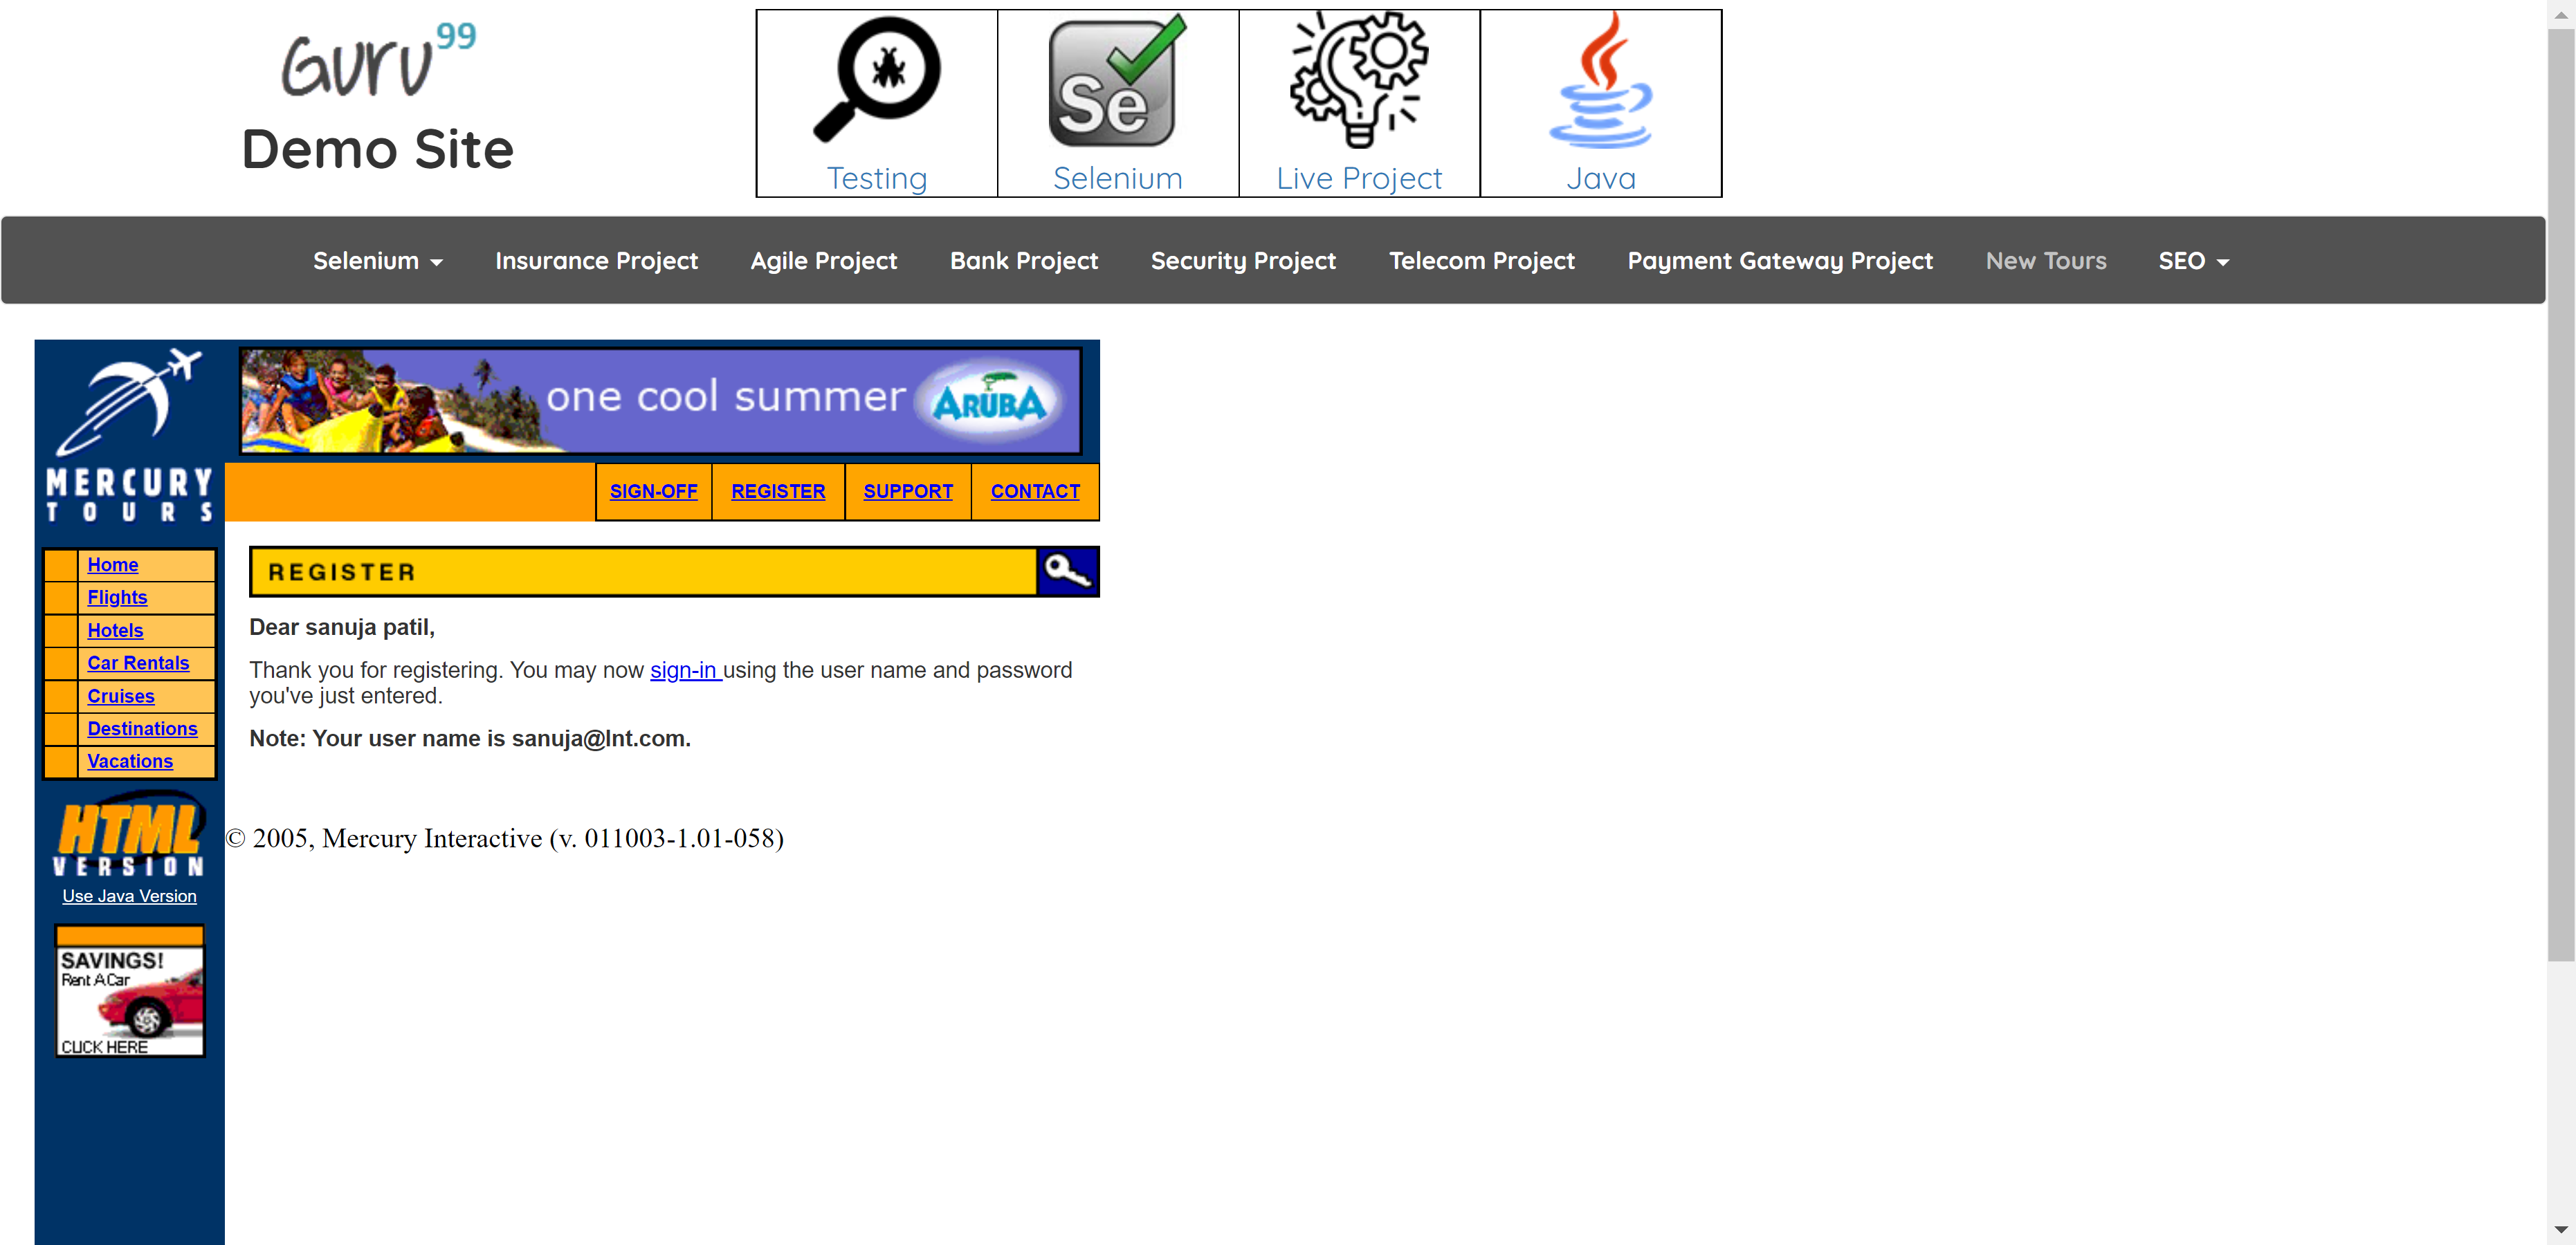 Guru99
Demo Site
Testing
Se
Selenium
Live Project
Java
Selenium
Insurance Project
Agile Project
Bank Project
Security Project
Telecom Project
Payment Gateway Project
New Tours
SEO
MERCURY
TOURS
one cool summer
ARUBA
SIGN-OFF
REGISTER
SUPPORT
CONTACT
Home
Flights
Hotels
Car Rentals
Cruises
Destinations
Vacations
HTML
VERSION
Use Java Version
SAVINGS!
Rent A Car
CLICK HERE
REGISTER
Dear sanuja patil,
Thank you for registering. You may now sign-in using the user name and password
you've just entered.
Note: Your user name is sanuja@lnt.com.
© 2005, Mercury Interactive (v. 011003-1.01-058)